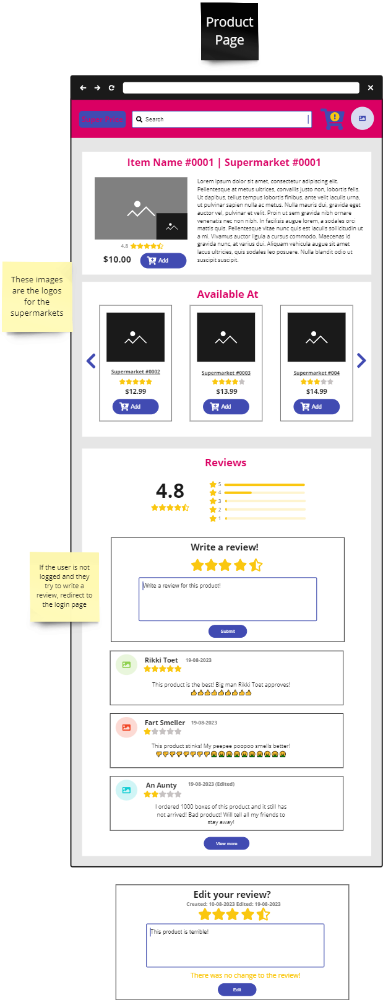 Product
Page
Super Price
Search
Item Name #0001 | Supermarket #0001
Lorem ipsum dolor sit amet, consectetur adipiscing elit.
Pellentesque at metus ultrices, convallis justo non, lobortis felis.
Ut dapibus, tellus tempus lobortis finibus, ante velit iaculis urna,
ut pulvinar sapien nulla ac metus. Nulla mauris dui, gravida eget
auctor vel, pulvinar et velit. Proin ut sem gravida nibh ornare
venenatis nec non nibh. In facilisis augue lorem, a sodales orci
mattis quis. Pellentesque vitae nunc quis est iaculis sollicitudin ut
a mi. Vivamus auctor ligula a cursus commodo. Maecenas id
gravida nunc, at varius dui. Aliquam vehicula augue sit amet
lacus ultricies, quis sodales leo posuere. Nulla blandit odio ut
suscipit suscipit.
4.8
$10.00
Add
These images
are the logos
for the
supermarkets
Available At
Supermarket #0002
$12.99
Add
Supermarket #0003
$13.99
Add
Supermarket #004
$14.99
Add
Reviews
4.8
5
4
3
2
1
If the user is not
logged and they
try to write a
review, redirect to
the login page
Write a review!
Write a review for this product!
Submit
Rikki Toet 19-08-2023
This product is the best! Big man Rikki Toet approves!
👍👍👍👍👍👍👍👍👍
Fart Smeller 19-08-2023
This product stinks! My peepee poopoo smells better!
👎👎👎👎👎👎👎👎🤮🤮🤮🤮🤮🤮🤮🤮🤮🤮
An Aunty 19-08-2023 (Edited)
I ordered 1000 boxes of this product and it still has
not arrived! Bad product! Will tell all my friends to
stay away!
View more
Edit your review?
Created: 10-08-2023 Edited: 19-08-2023
This product is terrible!
There was no change to the review!
Edit